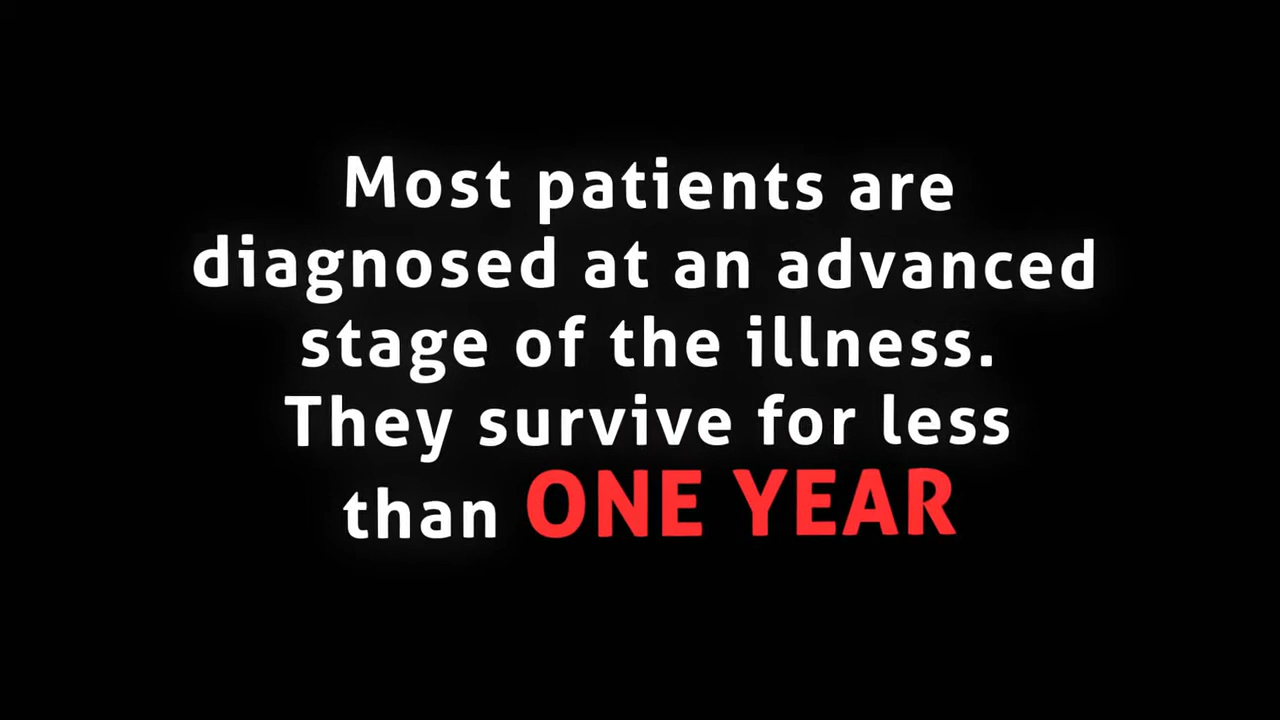 Most patients are
diagnosed at an advanced
stage of the illness.
They survive for less
than ONE YEAR